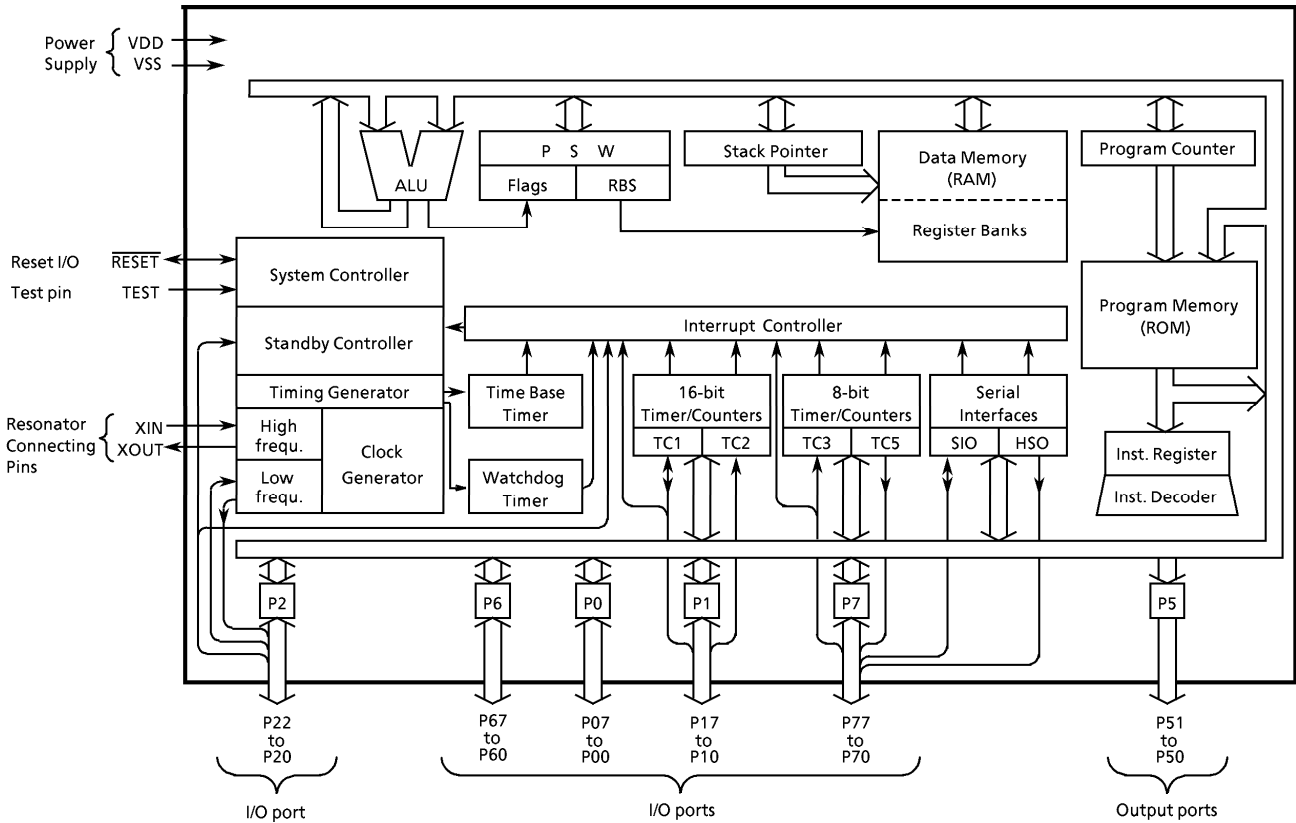 Power
Supply
VDD
VSS
P S W
Flags
RBS
ALU
Stack Pointer
Data Memory
(RAM)
Register Banks
Program Counter
Reset I/O
RESET
Test pin
TEST
System Controller
Standby Controller
Timing Generator
High
frequ.
Low
frequ.
Clock
Generator
Resonator
Connecting
Pins
XIN
XOUT
Interrupt Controller
Time Base
Timer
Watchdog
Timer
16-bit
Timer/Counters
TC1
TC2
8-bit
Timer/Counters
TC3
TC5
Serial
Interfaces
SIO
HSO
Program Memory
(ROM)
Inst. Register
Inst. Decoder
P2
P6
P0
P1
P7
P5
P22
to
P20
P67
to
P60
P07
to
P00
P17
to
P10
P77
to
P70
P51
to
P50
I/O port
I/O ports
Output ports